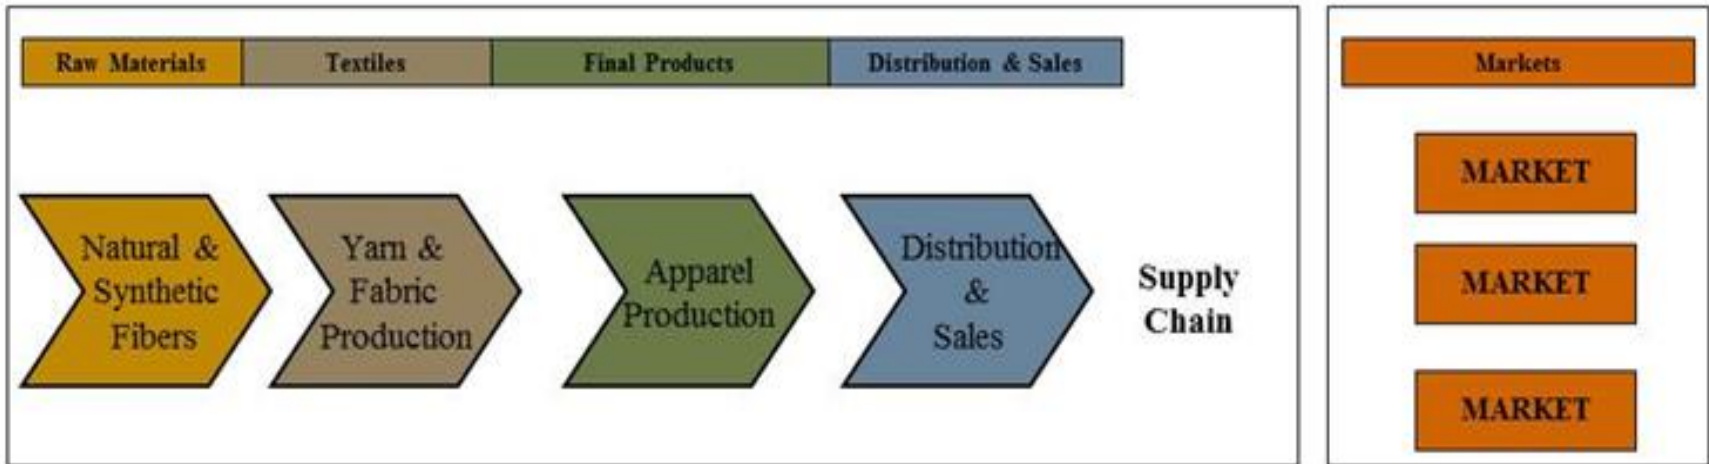 Raw Materials
Textiles
Final Products
Distribution & Sales
Markets
Natural &
Synthetic
Fibers
Yarn &
Fabric
Production
Apparel
Production
Distribution
&
Sales
Supply
Chain
MARKET
MARKET
MARKET